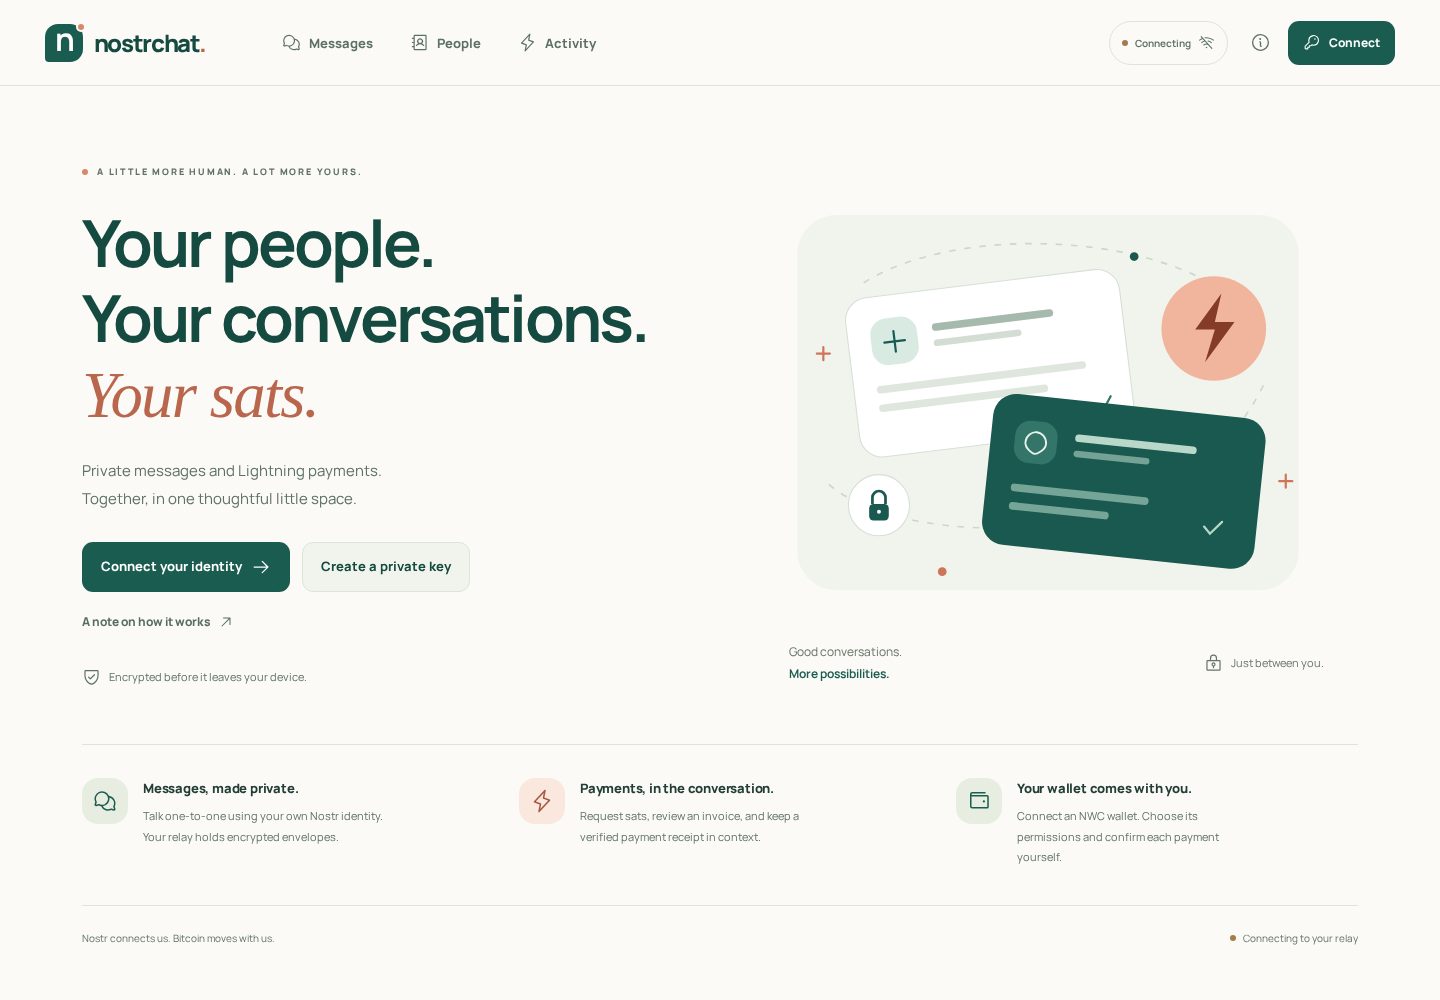 nostrchat.
Messages
People
Activity
Connecting
Connect
A LITTLE MORE HUMAN. A LOT MORE YOURS.
Your people.
Your conversations.
Your sats.
Private messages and Lightning payments.
Together, in one thoughtful little space.
Connect your identity
Create a private key
A note on how it works
Encrypted before it leaves your device.
Good conversations.
More possibilities.
Just between you.
Messages, made private.
Talk one-to-one using your own Nostr identity.
Your relay holds encrypted envelopes.
Payments, in the conversation.
Request sats, review an invoice, and keep a
verified payment receipt in context.
Your wallet comes with you.
Connect an NWC wallet. Choose its
permissions and confirm each payment
yourself.
Nostr connects us. Bitcoin moves with us.
Connecting to your relay